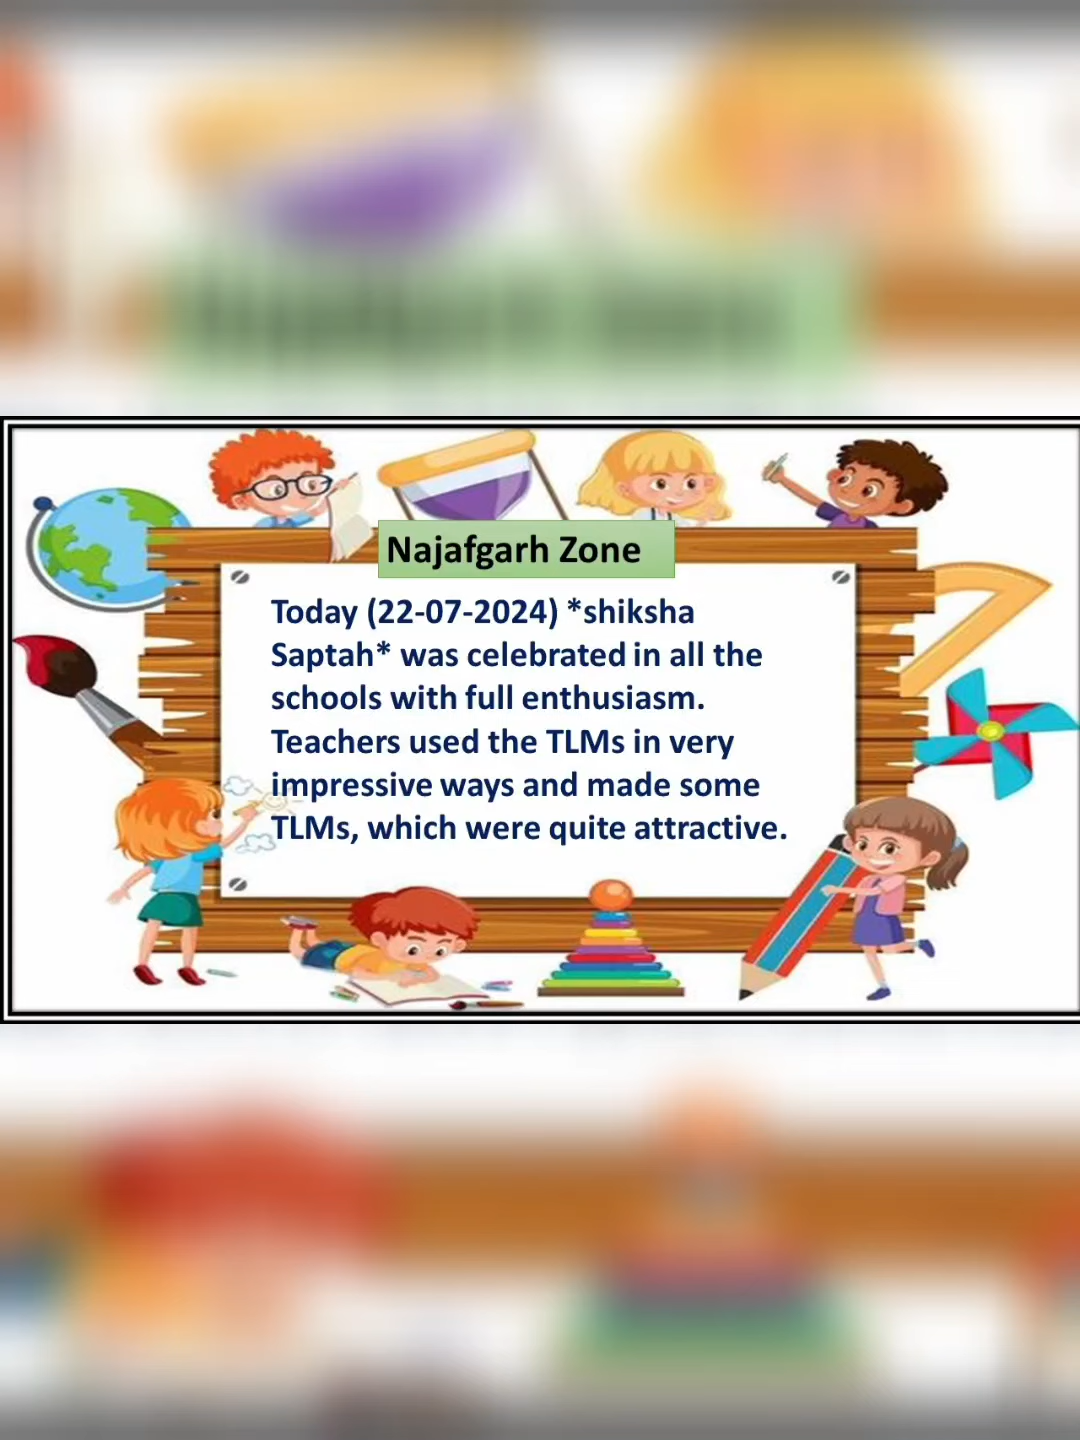 Najafgarh Zone
Today (22-07-2024) *shiksha
Saptah* was celebrated in all the
schools with full enthusiasm.
Teachers used the TLMs in very
impressive ways and made some
TLMs, which were quite attractive.